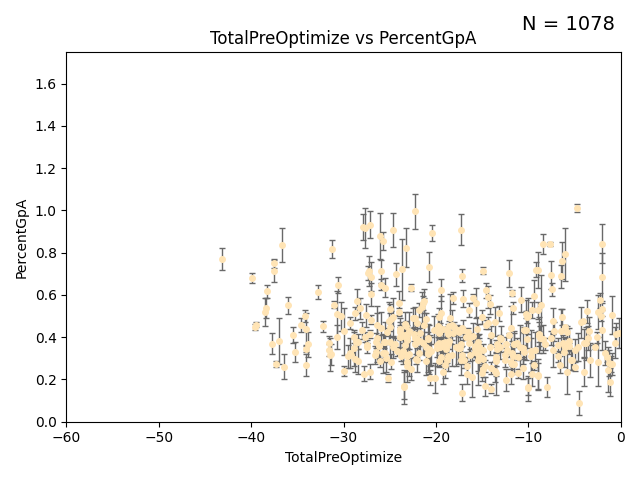 N = 1078
TotalPreOptimize vs PercentGpA
PercentGpA
1.6
1.4
1.2
1.0
0.8
0.6
0.4
0.2
0.0
−60 −50 −40 −30 −20 −10 0
TotalPreOptimize